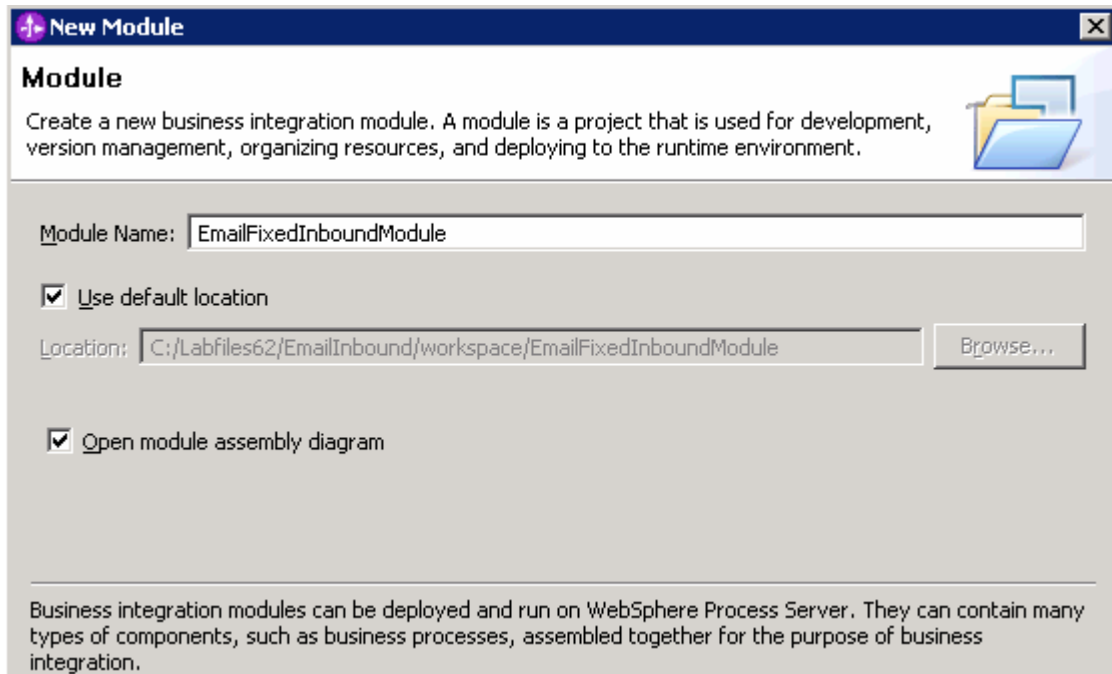 New Module
Module
Create a new business integration module. A module is a project that is used for development,
version management, organizing resources, and deploying to the runtime environment.
Module Name: EmailFixedInboundModule
Use default location
Location: C:/Labfiles62/EmailInbound/workspace/EmailFixedInboundModule Browse...
Open module assembly diagram
Business integration modules can be deployed and run on WebSphere Process Server. They can contain many
types of components, such as business processes, assembled together for the purpose of business
integration.